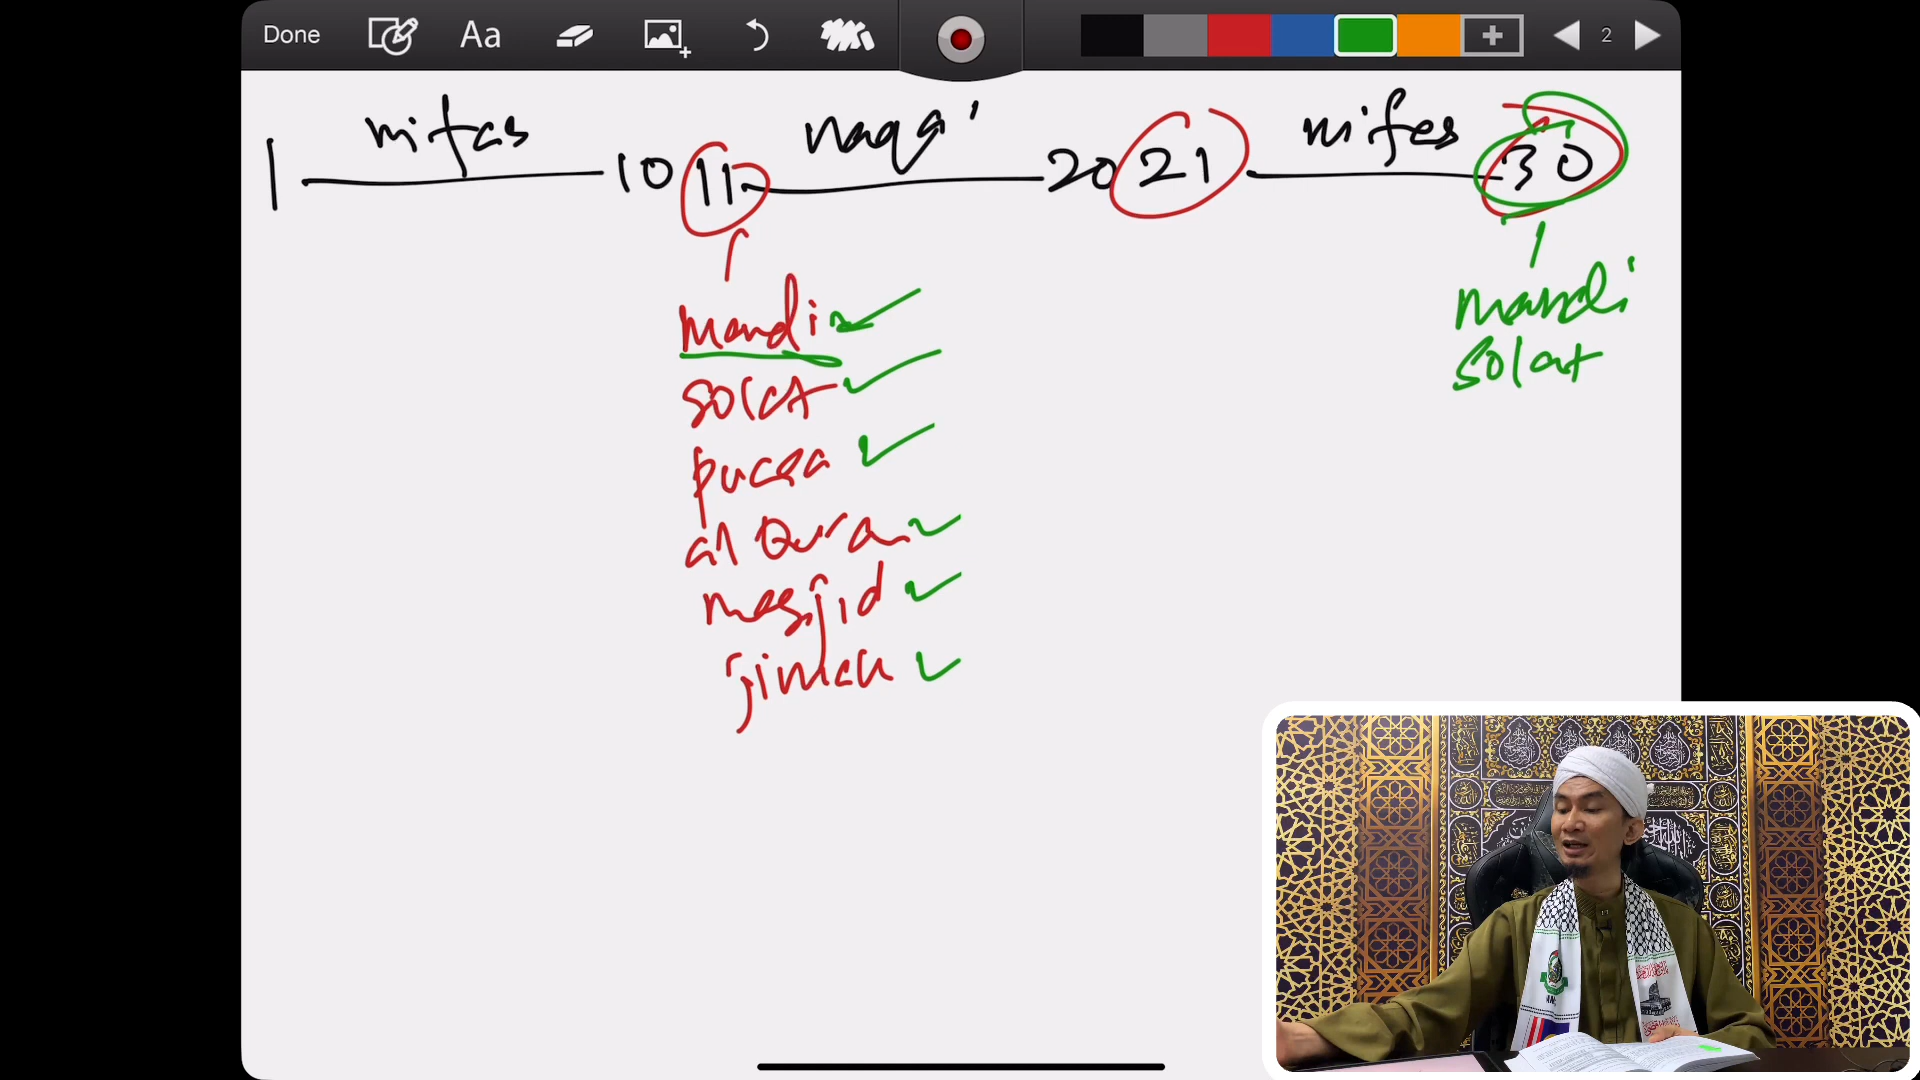 Done Aa 2
nifas naqa' nifas
1 10 11 20 21 30
mandi
solat
puasa
al Quran
masjid
jimak
mandi
solat